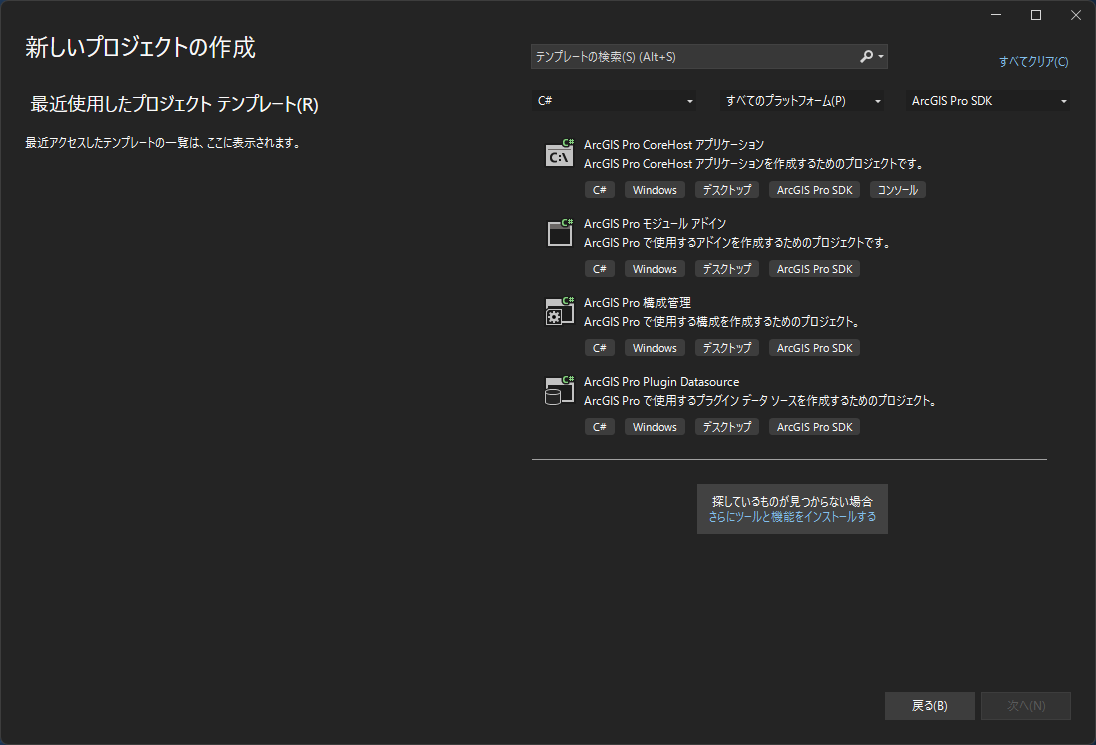 新しいプロジェクトの作成
最近使用したプロジェクト テンプレート(R)
最近アクセスしたテンプレートの一覧は、ここに表示されます。
テンプレートの検索(S) (Alt+S)
すべてクリア(C)
C#
すべてのプラットフォーム(P)
ArcGIS Pro SDK
C#
C:\
ArcGIS Pro CoreHost アプリケーション
ArcGIS Pro CoreHost アプリケーションを作成するためのプロジェクトです。
C#
Windows
デスクトップ
ArcGIS Pro SDK
コンソール
C#
ArcGIS Pro モジュール アドイン
ArcGIS Pro で使用するアドインを作成するためのプロジェクトです。
C#
Windows
デスクトップ
ArcGIS Pro SDK
C#
ArcGIS Pro 構成管理
ArcGIS Pro で使用する構成を作成するためのプロジェクト。
C#
Windows
デスクトップ
ArcGIS Pro SDK
C#
ArcGIS Pro Plugin Datasource
ArcGIS Pro で使用するプラグイン データ ソースを作成するためのプロジェクト。
C#
Windows
デスクトップ
ArcGIS Pro SDK
探しているものが見つからない場合
さらにツールと機能をインストールする
戻る(B)
次へ(N)